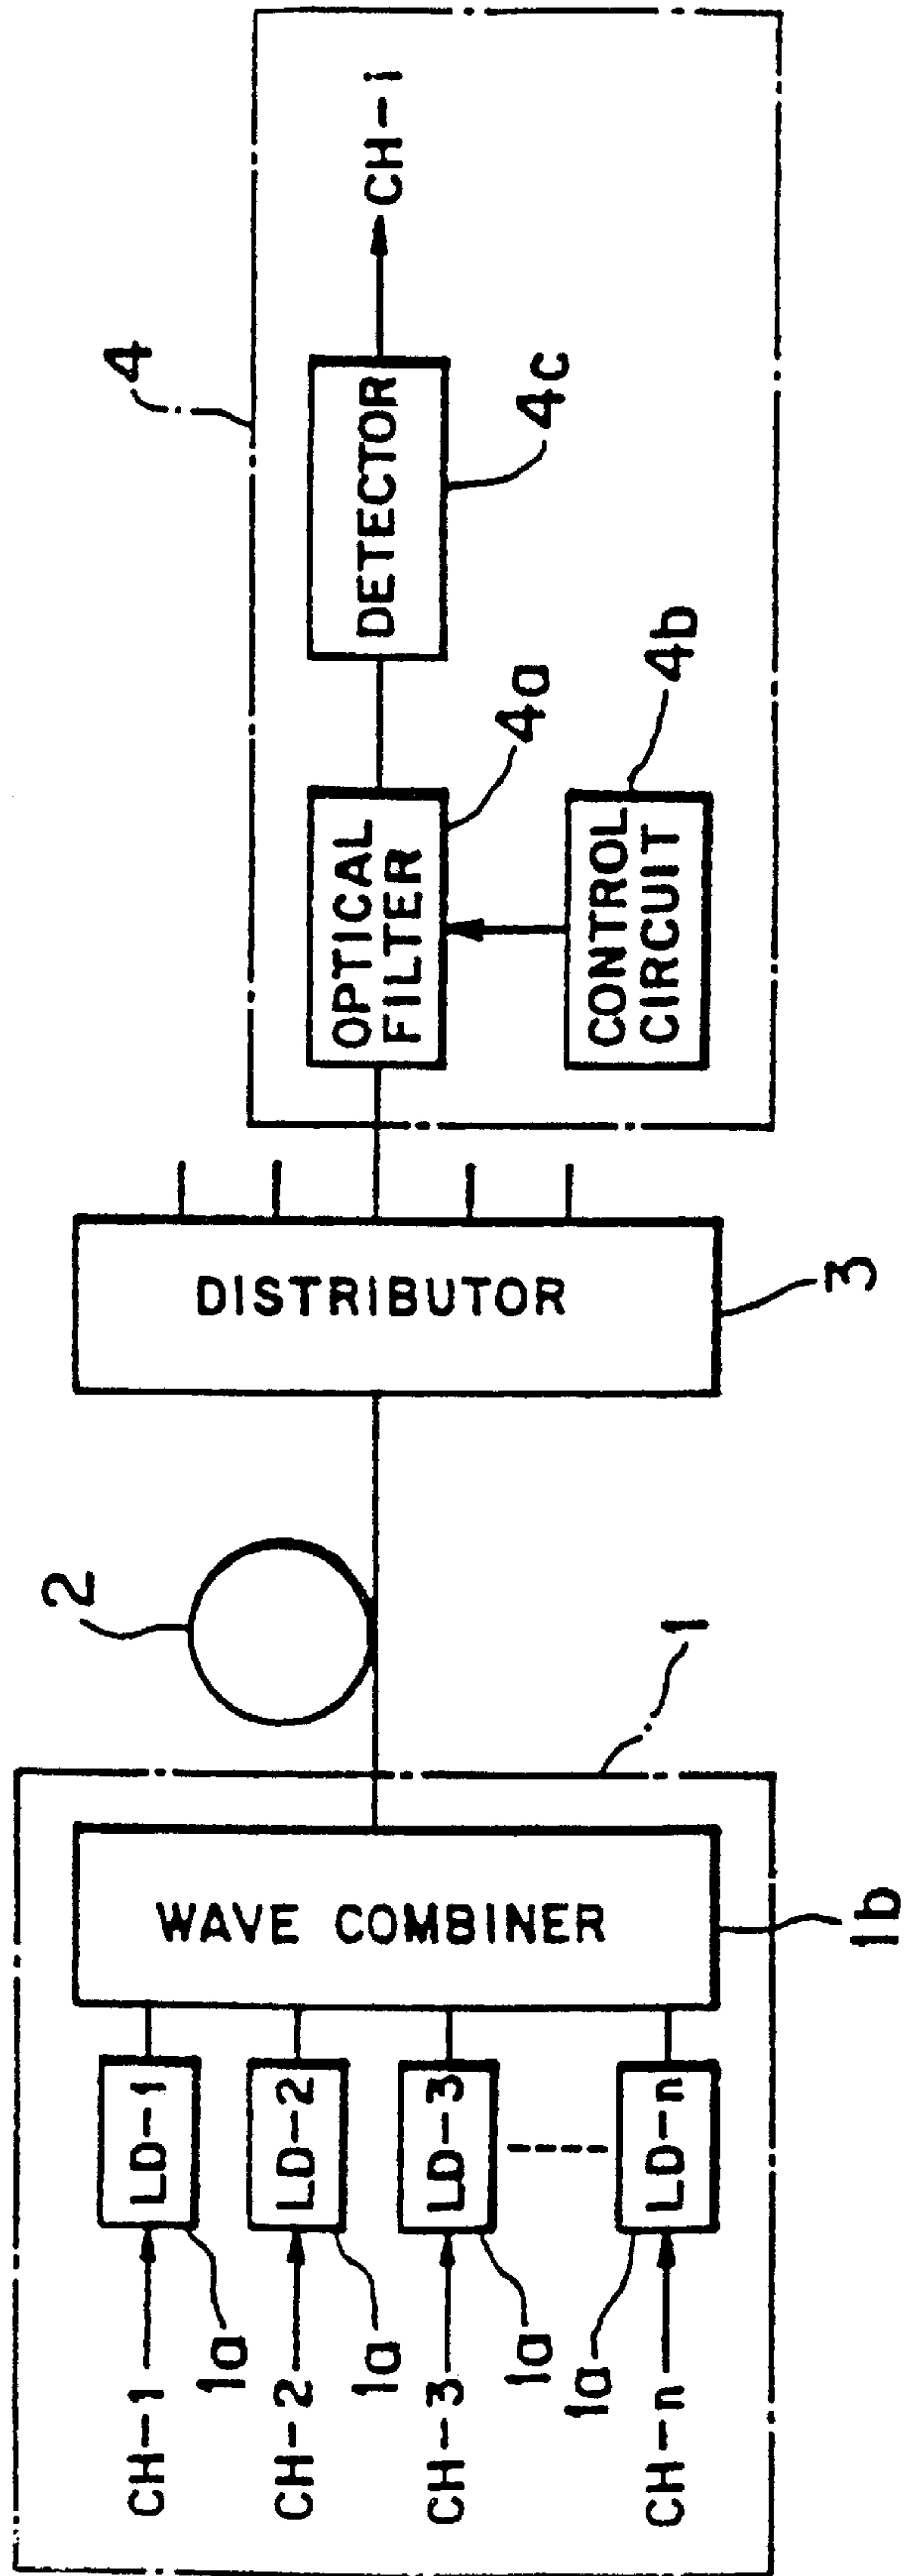 CH-1
LD-1
1a
CH-2
LD-2
1a
CH-3
LD-3
1a
CH-n
LD-n
1a
WAVE COMBINER
1b
1
2
DISTRIBUTOR
3
4
OPTICAL
FILTER
4a
CONTROL
CIRCUIT
4b
DETECTOR
4c
CH-i